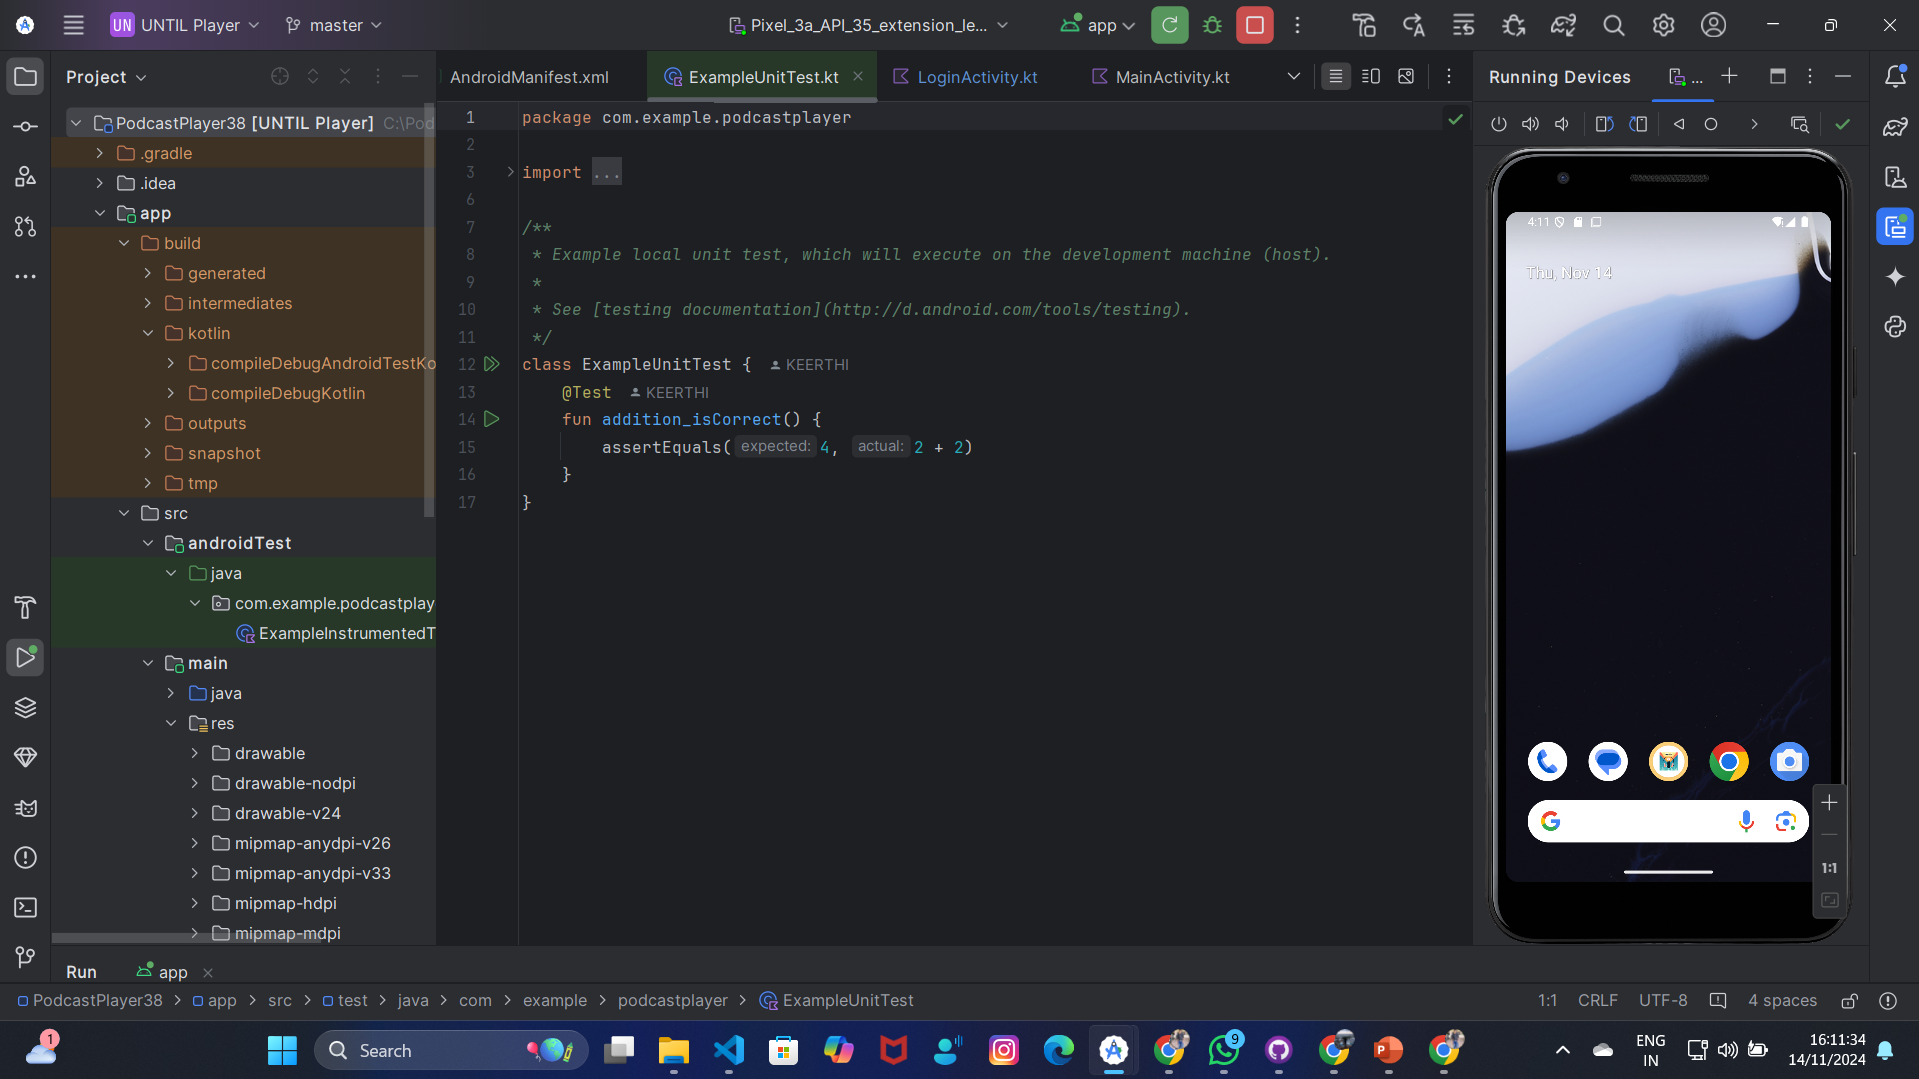 UN UNTIL Player
master
Pixel_3a_API_35_extension_le...
app
Project
AndroidManifest.xml
ExampleUnitTest.kt
LoginActivity.kt
MainActivity.kt
Running Devices
...
PodcastPlayer38 [UNTIL Player] C:\Pod
.gradle
.idea
app
build
generated
intermediates
kotlin
compileDebugAndroidTestKo
compileDebugKotlin
outputs
snapshot
tmp
src
androidTest
java
com.example.podcastplay
ExampleInstrumentedT
main
java
res
drawable
drawable-nodpi
drawable-v24
mipmap-anydpi-v26
mipmap-anydpi-v33
mipmap-hdpi
mipmap-mdpi
1 package com.example.podcastplayer
2
3 import ...
6
7 /**
8 * Example local unit test, which will execute on the development machine (host).
9 *
10 * See [testing documentation](http://d.android.com/tools/testing).
11 */
12 class ExampleUnitTest { KEERTHI
13 @Test KEERTHI
14 fun addition_isCorrect() {
15 assertEquals( expected: 4, actual: 2 + 2)
16 }
17 }
4:11
Thu, Nov 14
1:1
Run
app
PodcastPlayer38 > app > src > test > java > com > example > podcastplayer > ExampleUnitTest
1:1 CRLF UTF-8 4 spaces
1
Search
9
ENG
IN
16:11:34
14/11/2024